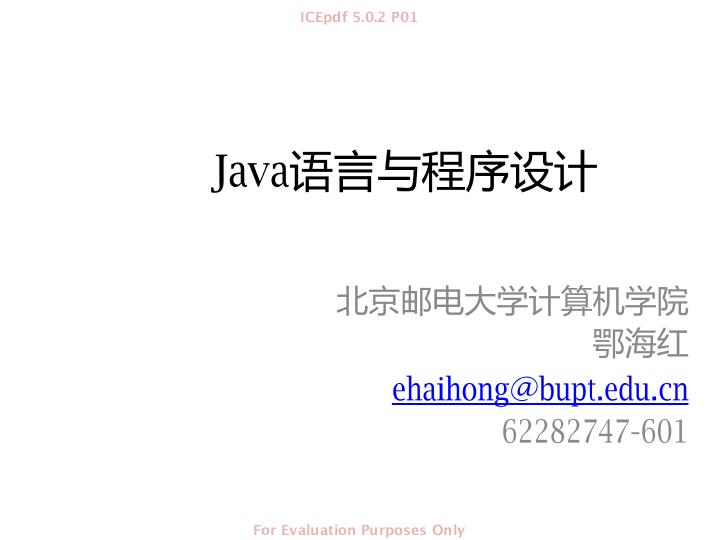 ICEpdf 5.0.2 P01
Java语言与程序设计
北京邮电大学计算机学院
鄂海红
ehaihong@bupt.edu.cn
62282747-601
For Evaluation Purposes Only